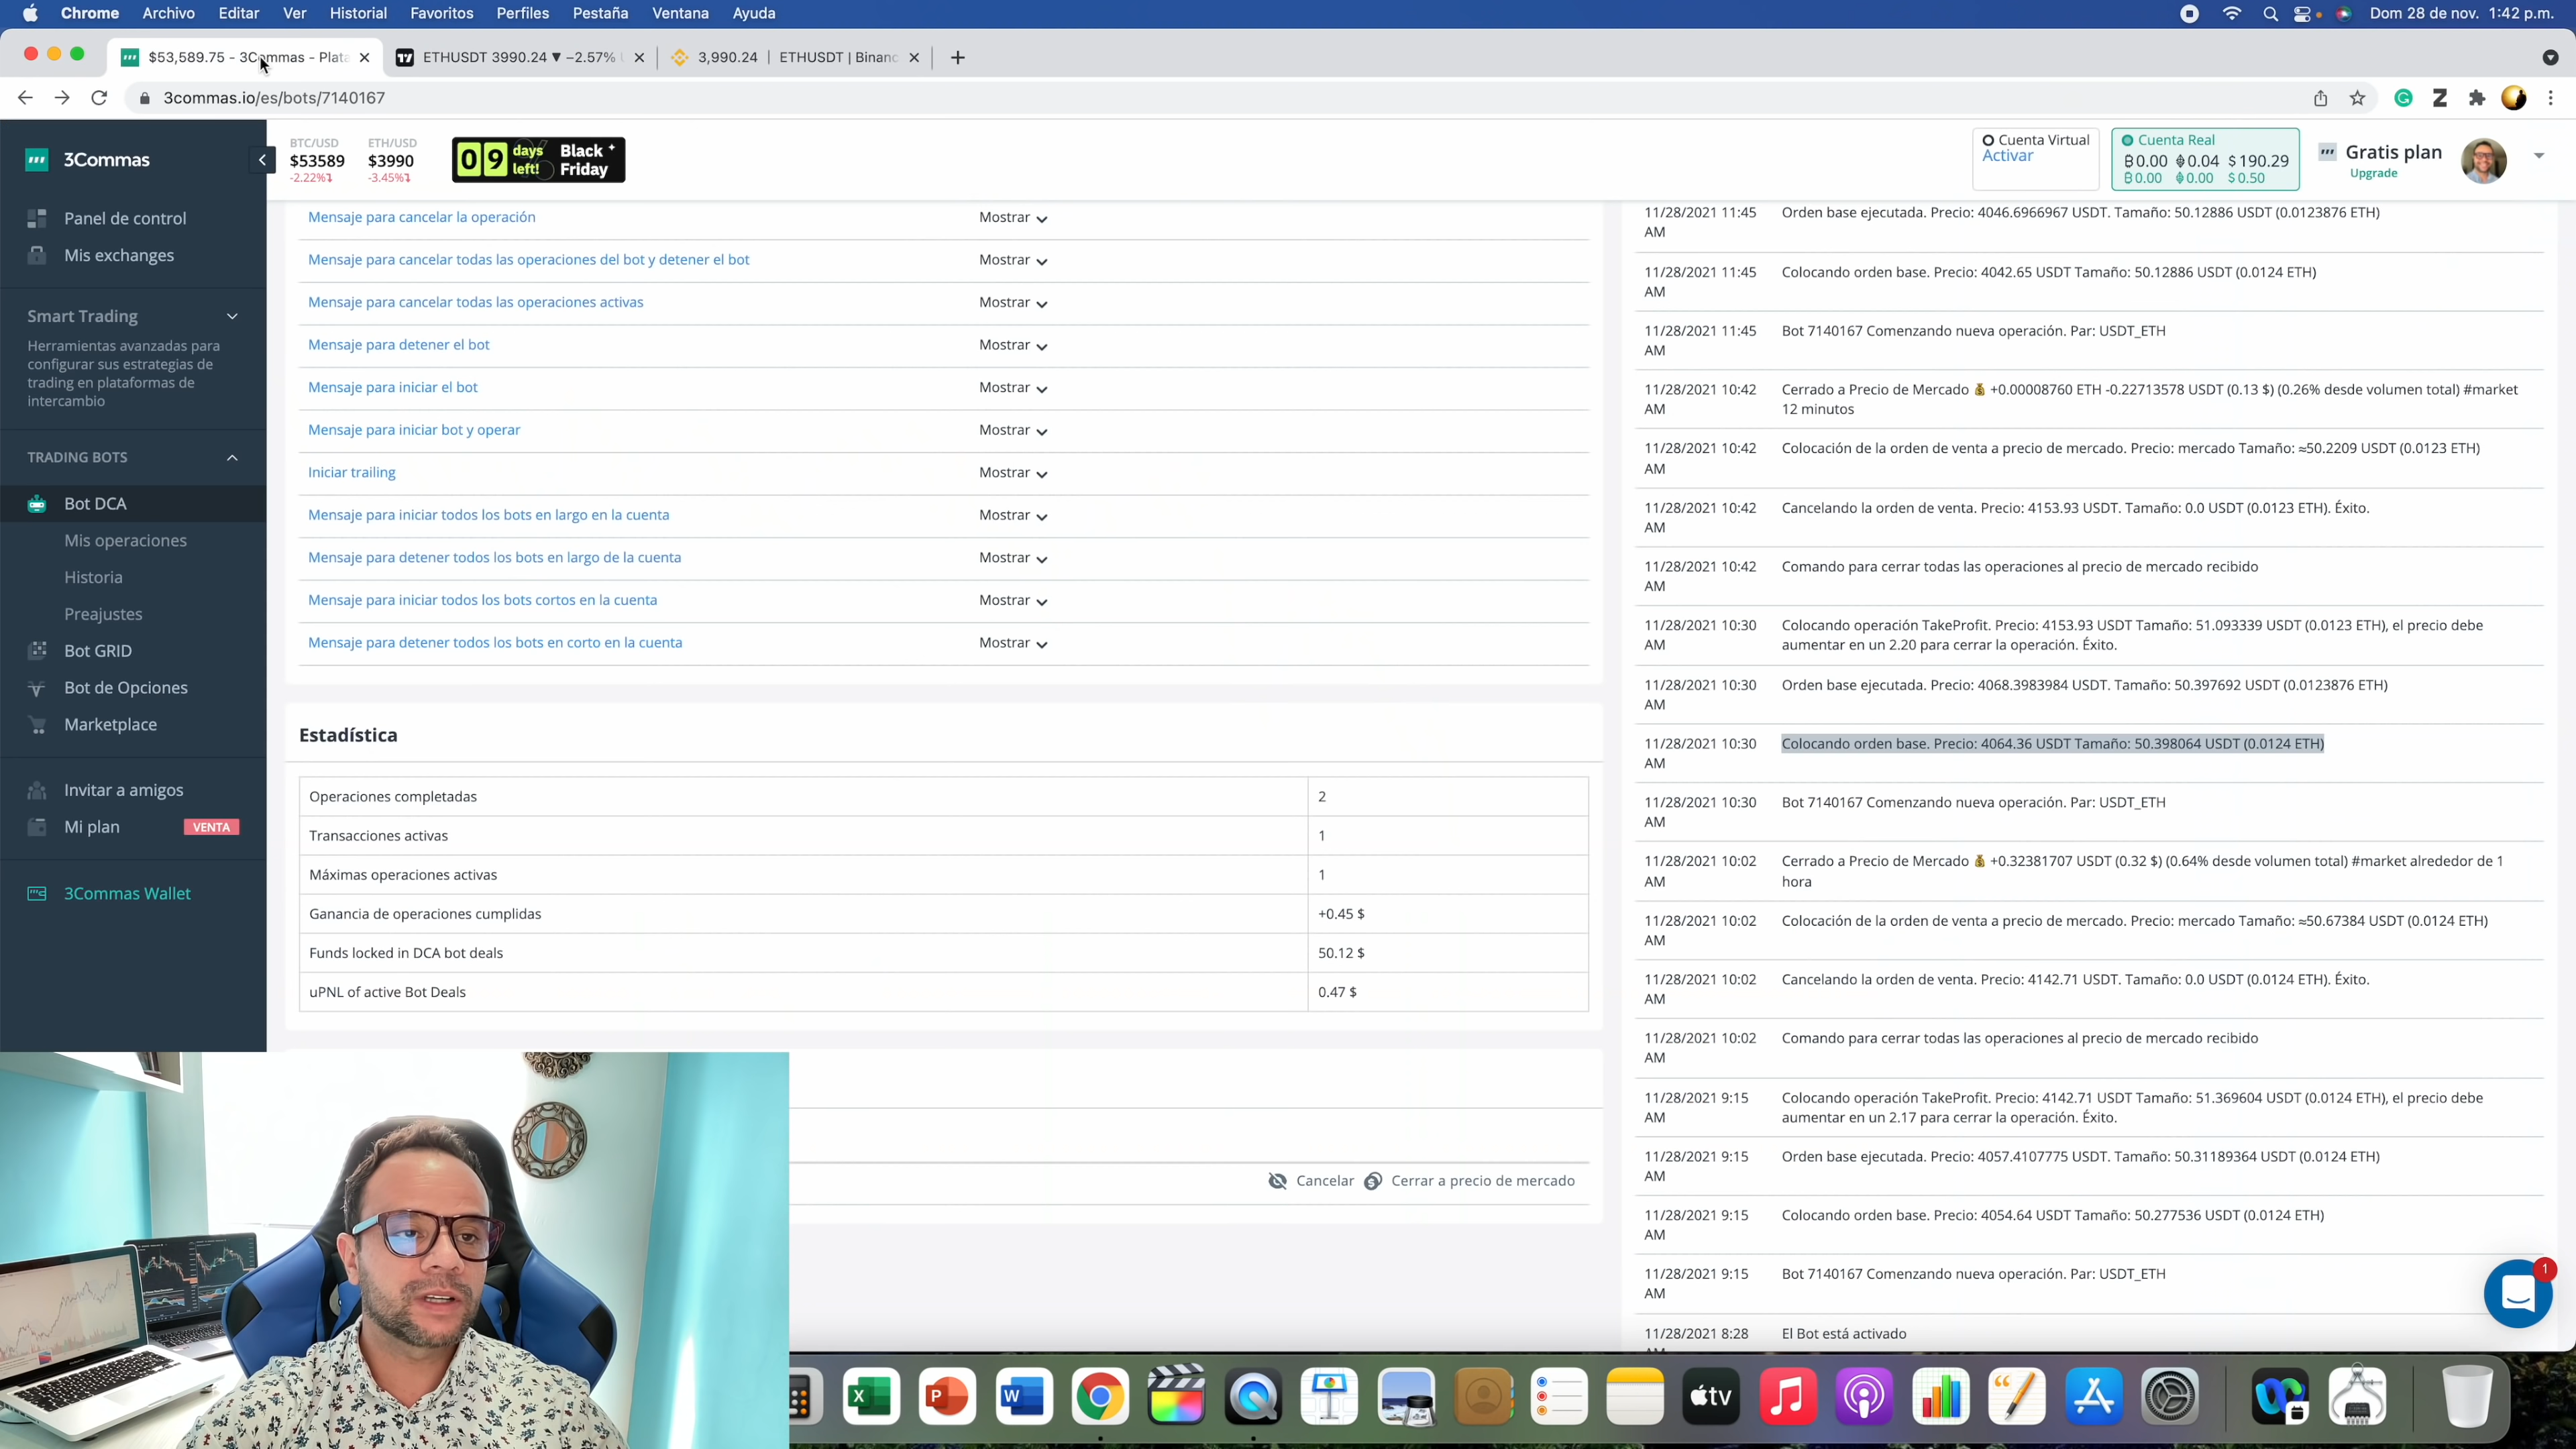 Chrome Archivo Editar Ver Historial Favoritos Perfiles Pestaña Ventana Ayuda
Dom 28 de nov. 1:42 p.m.
$53,589.75 - 3Commas - Plata
ETHUSDT 3990.24 ▼ −2.57%
3,990.24 | ETHUSDT | Binanc
3commas.io/es/bots/7140167
3Commas
BTC/USD
$53589
-2.22%
ETH/USD
$3990
-3.45%
09 days left!
Black Friday
Cuenta Virtual
Activar
Cuenta Real
₿0.00 0.04 $190.29
₿0.00 0.00 $0.50
Gratis plan
Upgrade
Panel de control
Mis exchanges
Smart Trading
Herramientas avanzadas para
configurar sus estrategias de
trading en plataformas de
intercambio
TRADING BOTS
Bot DCA
Mis operaciones
Historia
Preajustes
Bot GRID
Bot de Opciones
Marketplace
Invitar a amigos
Mi plan VENTA
3Commas Wallet
Mensaje para cancelar la operación Mostrar
Mensaje para cancelar todas las operaciones del bot y detener el bot Mostrar
Mensaje para cancelar todas las operaciones activas Mostrar
Mensaje para detener el bot Mostrar
Mensaje para iniciar el bot Mostrar
Mensaje para iniciar bot y operar Mostrar
Iniciar trailing Mostrar
Mensaje para iniciar todos los bots en largo en la cuenta Mostrar
Mensaje para detener todos los bots en largo de la cuenta Mostrar
Mensaje para iniciar todos los bots cortos en la cuenta Mostrar
Mensaje para detener todos los bots en corto en la cuenta Mostrar
Estadística
Operaciones completadas 2
Transacciones activas 1
Máximas operaciones activas 1
Ganancia de operaciones cumplidas +0.45 $
Funds locked in DCA bot deals 50.12 $
uPNL of active Bot Deals 0.47 $
Cancelar Cerrar a precio de mercado
11/28/2021 11:45 Orden base ejecutada. Precio: 4046.6966967 USDT. Tamaño: 50.12886 USDT (0.0123876 ETH)
AM
11/28/2021 11:45 Colocando orden base. Precio: 4042.65 USDT Tamaño: 50.12886 USDT (0.0124 ETH)
AM
11/28/2021 11:45 Bot 7140167 Comenzando nueva operación. Par: USDT_ETH
AM
11/28/2021 10:42 Cerrado a Precio de Mercado 💰 +0.00008760 ETH -0.22713578 USDT (0.13 $) (0.26% desde volumen total) #market
AM 12 minutos
11/28/2021 10:42 Colocación de la orden de venta a precio de mercado. Precio: mercado Tamaño: ≈50.2209 USDT (0.0123 ETH)
AM
11/28/2021 10:42 Cancelando la orden de venta. Precio: 4153.93 USDT. Tamaño: 0.0 USDT (0.0123 ETH). Éxito.
AM
11/28/2021 10:42 Comando para cerrar todas las operaciones al precio de mercado recibido
AM
11/28/2021 10:30 Colocando operación TakeProfit. Precio: 4153.93 USDT Tamaño: 51.093339 USDT (0.0123 ETH), el precio debe
AM aumentar en un 2.20 para cerrar la operación. Éxito.
11/28/2021 10:30 Orden base ejecutada. Precio: 4068.3983984 USDT. Tamaño: 50.397692 USDT (0.0123876 ETH)
AM
11/28/2021 10:30 Colocando orden base. Precio: 4064.36 USDT Tamaño: 50.398064 USDT (0.0124 ETH)
AM
11/28/2021 10:30 Bot 7140167 Comenzando nueva operación. Par: USDT_ETH
AM
11/28/2021 10:02 Cerrado a Precio de Mercado 💰 +0.32381707 USDT (0.32 $) (0.64% desde volumen total) #market alrededor de 1
AM hora
11/28/2021 10:02 Colocación de la orden de venta a precio de mercado. Precio: mercado Tamaño: ≈50.67384 USDT (0.0124 ETH)
AM
11/28/2021 10:02 Cancelando la orden de venta. Precio: 4142.71 USDT. Tamaño: 0.0 USDT (0.0124 ETH). Éxito.
AM
11/28/2021 10:02 Comando para cerrar todas las operaciones al precio de mercado recibido
AM
11/28/2021 9:15 Colocando operación TakeProfit. Precio: 4142.71 USDT Tamaño: 51.369604 USDT (0.0124 ETH), el precio debe
AM aumentar en un 2.17 para cerrar la operación. Éxito.
11/28/2021 9:15 Orden base ejecutada. Precio: 4057.4107775 USDT. Tamaño: 50.31189364 USDT (0.0124 ETH)
AM
11/28/2021 9:15 Colocando orden base. Precio: 4054.64 USDT Tamaño: 50.277536 USDT (0.0124 ETH)
AM
11/28/2021 9:15 Bot 7140167 Comenzando nueva operación. Par: USDT_ETH
AM
11/28/2021 8:28 El Bot está activado
1
tv